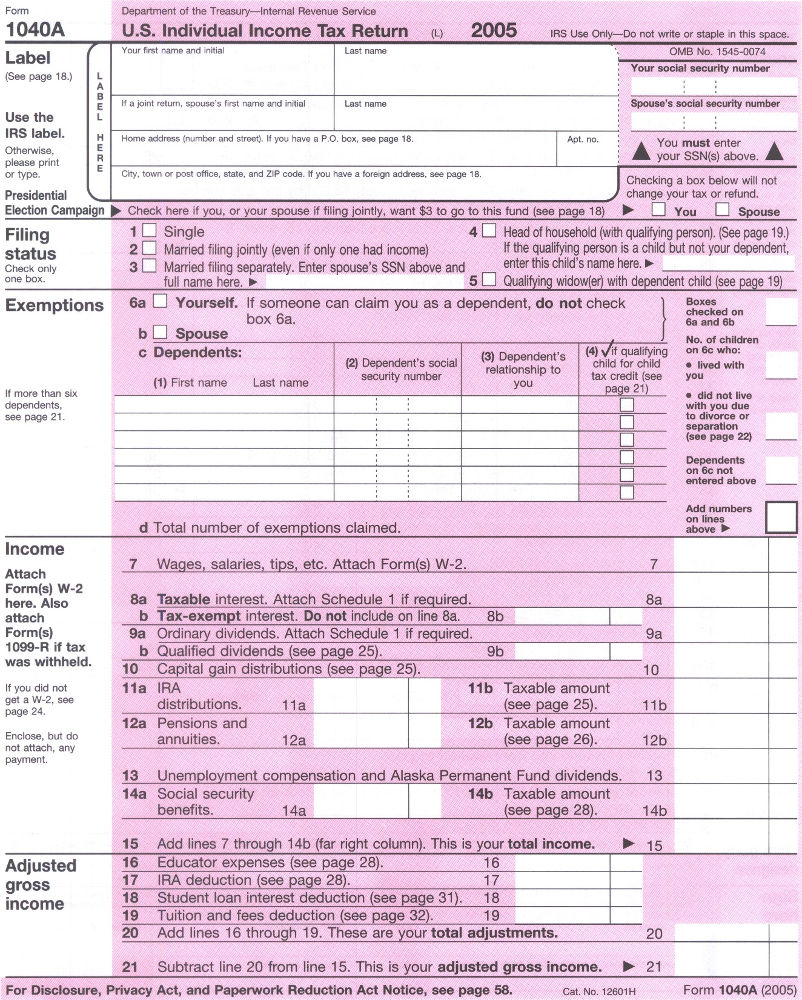 Form
1040A
Department of the Treasury—Internal Revenue Service
U.S. Individual Income Tax Return (L) 2005 IRS Use Only—Do not write or staple in this space.
Label
(See page 18.)
Use the
IRS label.
Otherwise,
please print
or type.
Presidential
Election Campaign
LABEL HERE
Your first name and initial Last name
If a joint return, spouse's first name and initial Last name
Home address (number and street). If you have a P.O. box, see page 18. Apt. no.
City, town or post office, state, and ZIP code. If you have a foreign address, see page 18.
OMB No. 1545-0074
Your social security number
Spouse's social security number
▲ You must enter ▲
your SSN(s) above.
Checking a box below will not
change your tax or refund.
▶ Check here if you, or your spouse if filing jointly, want $3 to go to this fund (see page 18) ▶ You Spouse
Filing
status
Check only
one box.
1 Single
2 Married filing jointly (even if only one had income)
3 Married filing separately. Enter spouse's SSN above and
full name here. ▶
4 Head of household (with qualifying person). (See page 19.)
If the qualifying person is a child but not your dependent,
enter this child's name here. ▶
5 Qualifying widow(er) with dependent child (see page 19)
Exemptions
6a Yourself. If someone can claim you as a dependent, do not check
box 6a.
b Spouse
c Dependents:
(1) First name Last name
(2) Dependent's social
security number
(3) Dependent's
relationship to
you
(4) ✓if qualifying
child for child
tax credit (see
page 21)
If more than six
dependents,
see page 21.
d Total number of exemptions claimed.
Boxes
checked on
6a and 6b
No. of children
on 6c who:
• lived with
you
• did not live
with you due
to divorce or
separation
(see page 22)
Dependents
on 6c not
entered above
Add numbers
on lines
above ▶
Income
Attach
Form(s) W-2
here. Also
attach
Form(s)
1099-R if tax
was withheld.
If you did not
get a W-2, see
page 24.
Enclose, but do
not attach, any
payment.
7 Wages, salaries, tips, etc. Attach Form(s) W-2. 7
8a Taxable interest. Attach Schedule 1 if required. 8a
b Tax-exempt interest. Do not include on line 8a. 8b
9a Ordinary dividends. Attach Schedule 1 if required. 9a
b Qualified dividends (see page 25). 9b
10 Capital gain distributions (see page 25). 10
11a IRA 11b Taxable amount
distributions. 11a (see page 25). 11b
12a Pensions and 12b Taxable amount
annuities. 12a (see page 26). 12b
13 Unemployment compensation and Alaska Permanent Fund dividends. 13
14a Social security 14b Taxable amount
benefits. 14a (see page 28). 14b
15 Add lines 7 through 14b (far right column). This is your total income. ▶ 15
Adjusted
gross
income
16 Educator expenses (see page 28). 16
17 IRA deduction (see page 28). 17
18 Student loan interest deduction (see page 31). 18
19 Tuition and fees deduction (see page 32). 19
20 Add lines 16 through 19. These are your total adjustments. 20
21 Subtract line 20 from line 15. This is your adjusted gross income. ▶ 21
For Disclosure, Privacy Act, and Paperwork Reduction Act Notice, see page 58. Cat. No. 12601H Form 1040A (2005)